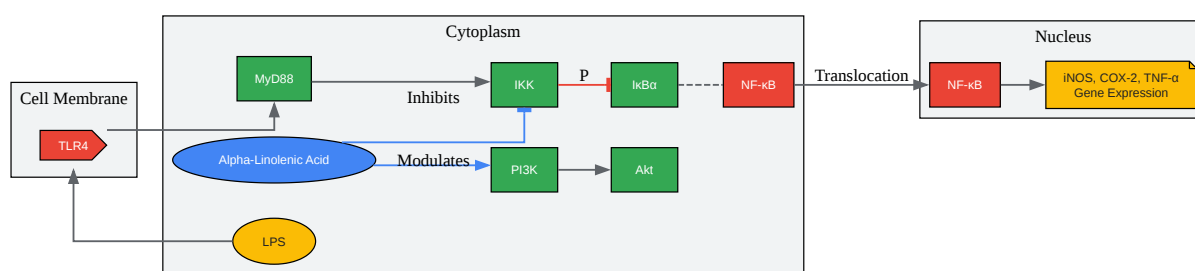 Cytoplasm
Nucleus
Cell Membrane
TLR4
MyD88
Inhibits
IKK
P
IκBα
NF-κB
Translocation
NF-κB
iNOS, COX-2, TNF-α
Gene Expression
Alpha-Linolenic Acid
Modulates
PI3K
Akt
LPS